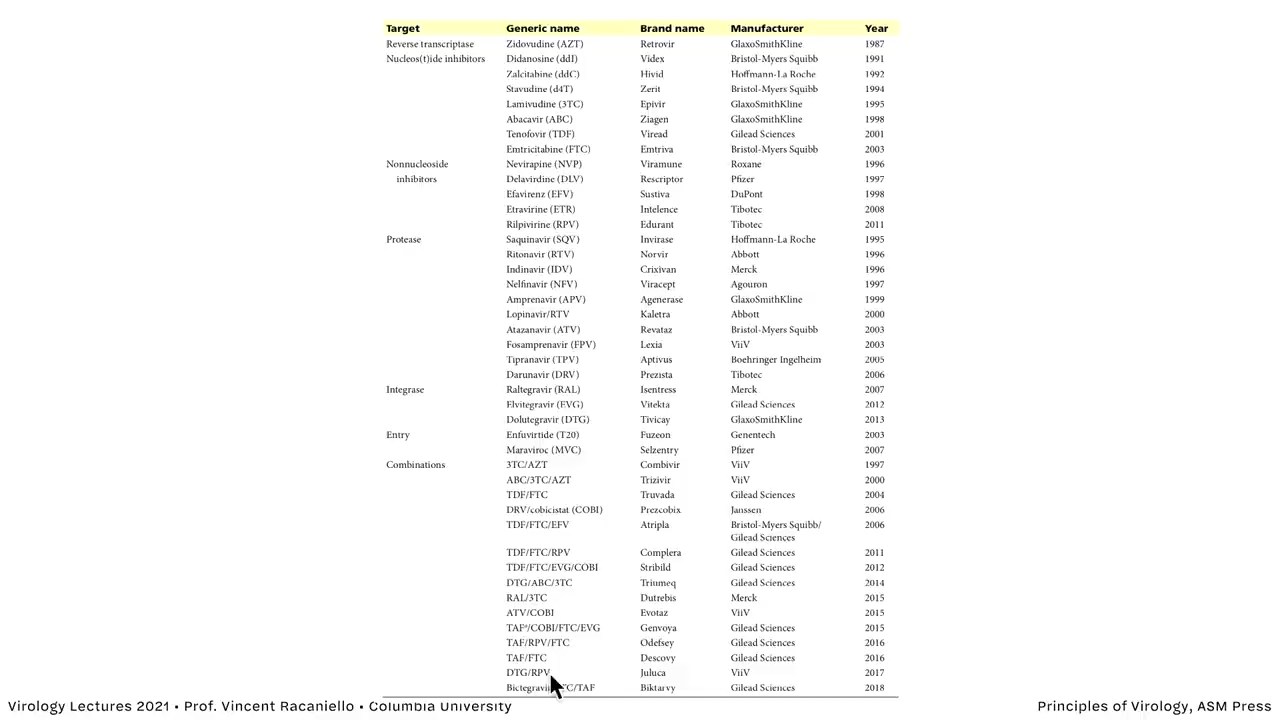 Target Generic name Brand name Manufacturer Year
Reverse transcriptase Zidovudine (AZT) Retrovir GlaxoSmithKline 1987
Nucleos(t)ide inhibitors Didanosine (ddI) Videx Bristol-Myers Squibb 1991
Zalcitabine (ddC) Hivid Hoffmann-La Roche 1992
Stavudine (d4T) Zerit Bristol-Myers Squibb 1994
Lamivudine (3TC) Epivir GlaxoSmithKline 1995
Abacavir (ABC) Ziagen GlaxoSmithKline 1998
Tenofovir (TDF) Viread Gilead Sciences 2001
Emtricitabine (FTC) Emtriva Bristol-Myers Squibb 2003
Nonnucleoside Nevirapine (NVP) Viramune Roxane 1996
inhibitors Delavirdine (DLV) Rescriptor Pfizer 1997
Efavirenz (EFV) Sustiva DuPont 1998
Etravirine (ETR) Intelence Tibotec 2008
Rilpivirine (RPV) Edurant Tibotec 2011
Protease Saquinavir (SQV) Invirase Hoffmann-La Roche 1995
Ritonavir (RTV) Norvir Abbott 1996
Indinavir (IDV) Crixivan Merck 1996
Nelfinavir (NFV) Viracept Agouron 1997
Amprenavir (APV) Agenerase GlaxoSmithKline 1999
Lopinavir/RTV Kaletra Abbott 2000
Atazanavir (ATV) Revataz Bristol-Myers Squibb 2003
Fosamprenavir (FPV) Lexia ViiV 2003
Tipranavir (TPV) Aptivus Boehringer Ingelheim 2005
Darunavir (DRV) Prezista Tibotec 2006
Integrase Raltegravir (RAL) Isentress Merck 2007
Elvitegravir (EVG) Vitekta Gilead Sciences 2012
Dolutegravir (DTG) Tivicay GlaxoSmithKline 2013
Entry Enfuvirtide (T20) Fuzeon Genentech 2003
Maraviroc (MVC) Selzentry Pfizer 2007
Combinations 3TC/AZT Combivir ViiV 1997
ABC/3TC/AZT Trizivir ViiV 2000
TDF/FTC Truvada Gilead Sciences 2004
DRV/cobicistat (COBI) Prezcobix Janssen 2006
TDF/FTC/EFV Atripla Bristol-Myers Squibb/ 2006
Gilead Sciences
TDF/FTC/RPV Complera Gilead Sciences 2011
TDF/FTC/EVG/COBI Stribild Gilead Sciences 2012
DTG/ABC/3TC Triumeq Gilead Sciences 2014
RAL/3TC Dutrebis Merck 2015
ATV/COBI Evotaz ViiV 2015
TAFª/COBI/FTC/EVG Genvoya Gilead Sciences 2015
TAF/RPV/FTC Odefsey Gilead Sciences 2016
TAF/FTC Descovy Gilead Sciences 2016
DTG/RPV Juluca ViiV 2017
Biktarvy Gilead Sciences 2018
Virology Lectures 2021 • Prof. Vincent Racaniello • Columbia University
Principles of Virology, ASM Press